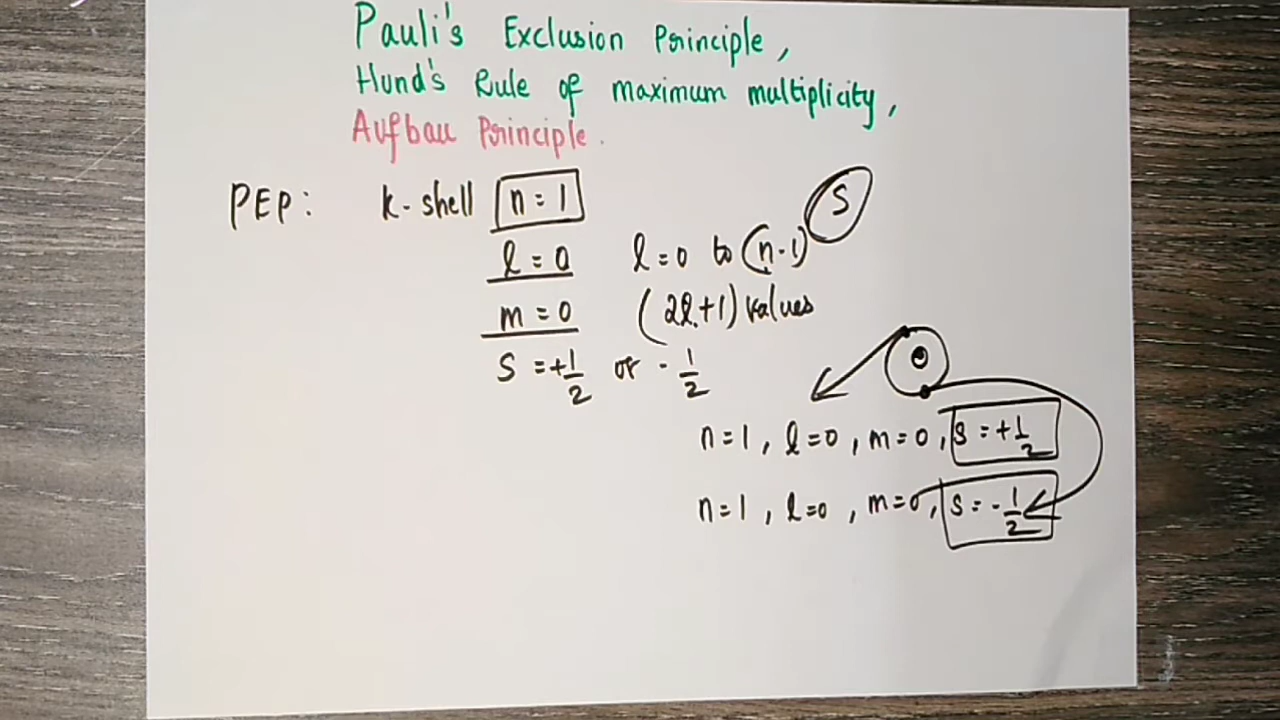 Pauli's Exclusion Principle,
Hund's Rule of maximum multiplicity,
Aufbau Principle.
PEP: K-shell n=1 S
l=0 l=0 to (n-1)
m=0 (2l+1) values
S=+1/2 or -1/2
n=1, l=0, m=0, s=+1/2
n=1, l=0, m=0, s=-1/2